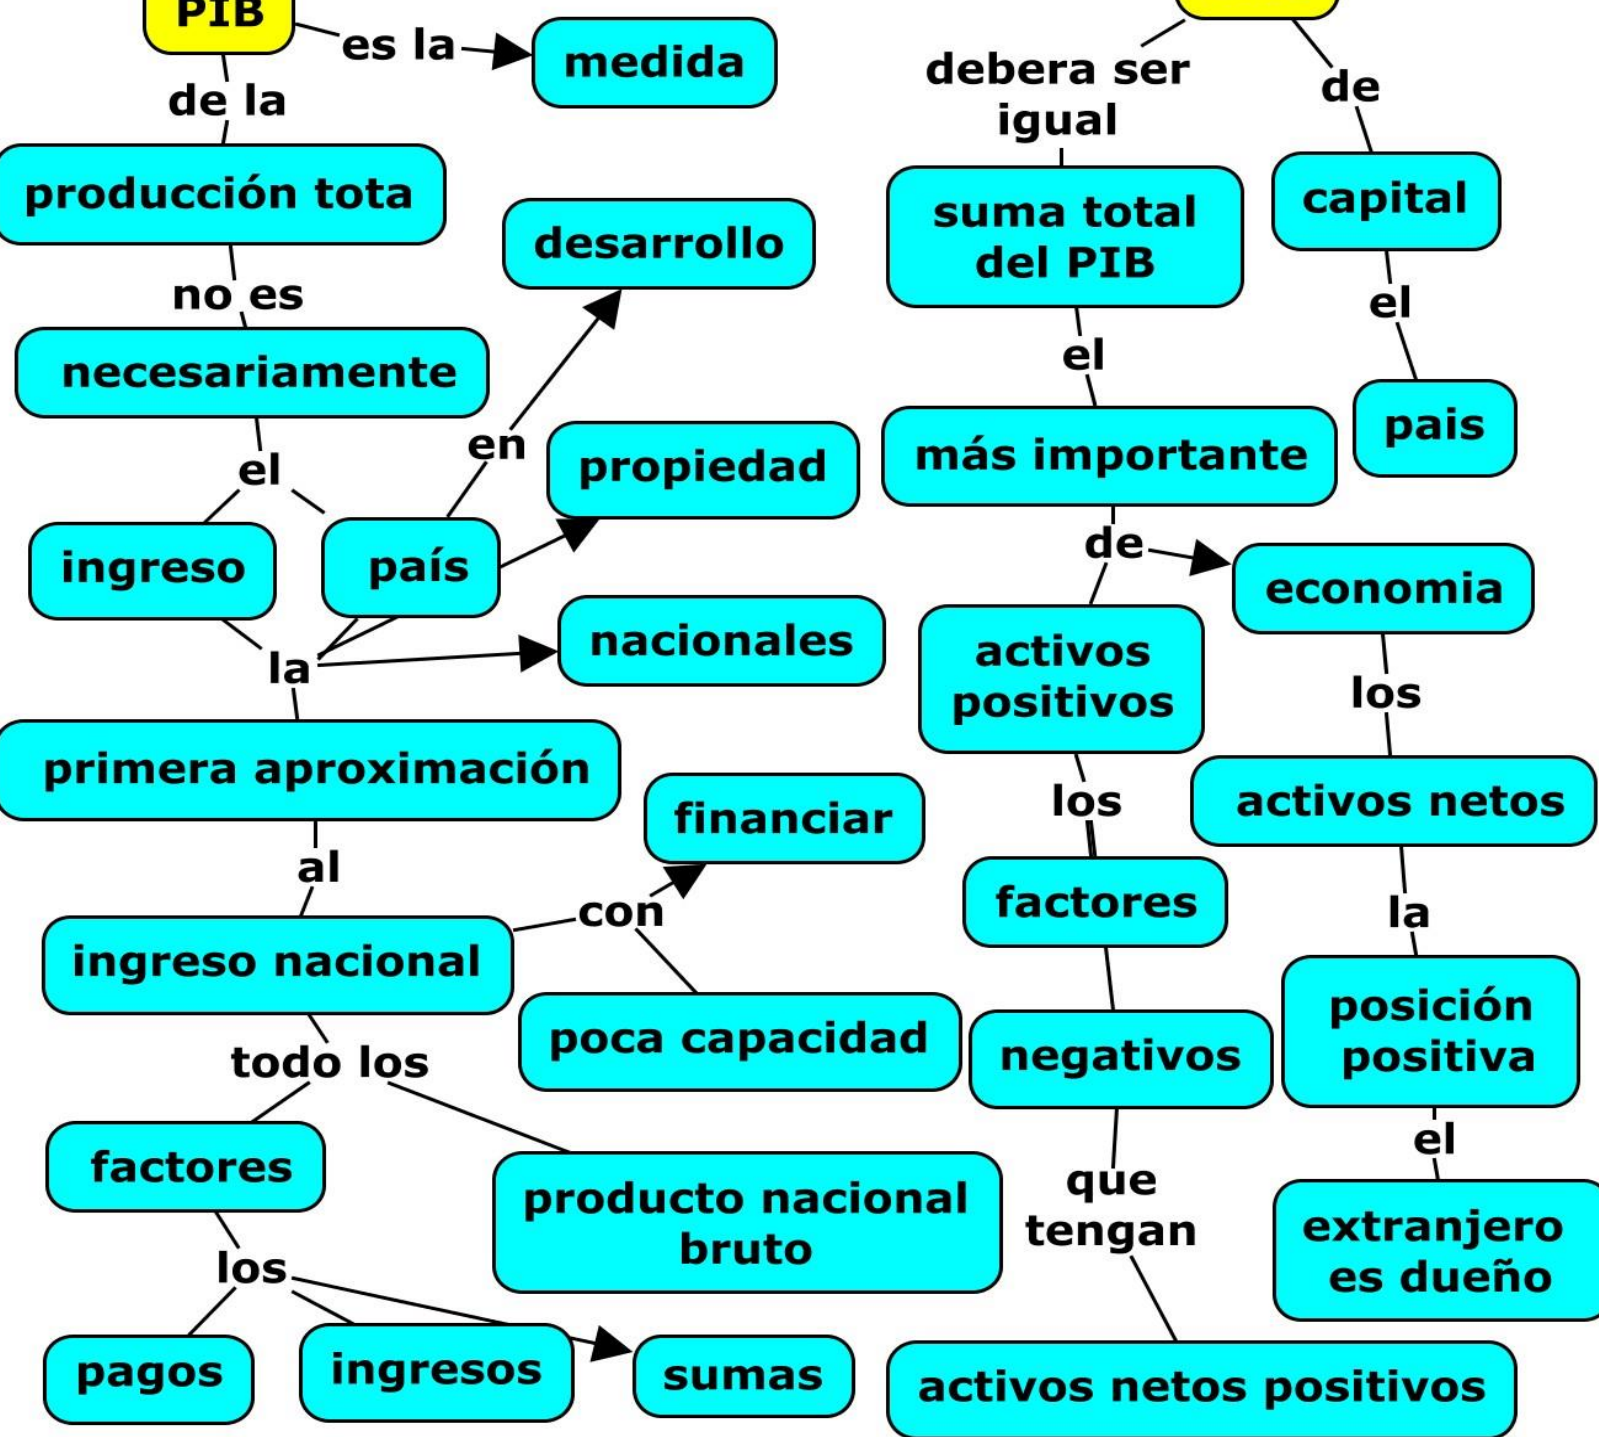 PIB
es la
medida
de la
producción tota
no es
necesariamente
el
ingreso
país
en
desarrollo
propiedad
la
nacionales
primera aproximación
al
ingreso nacional
con
financiar
poca capacidad
todo los
factores
producto nacional
bruto
los
pagos
ingresos
sumas
debera ser
igual
suma total
del PIB
el
más importante
de
activos
positivos
los
factores
negativos
que
tengan
activos netos positivos
de
capital
el
pais
economia
los
activos netos
la
posición
positiva
el
extranjero
es dueño